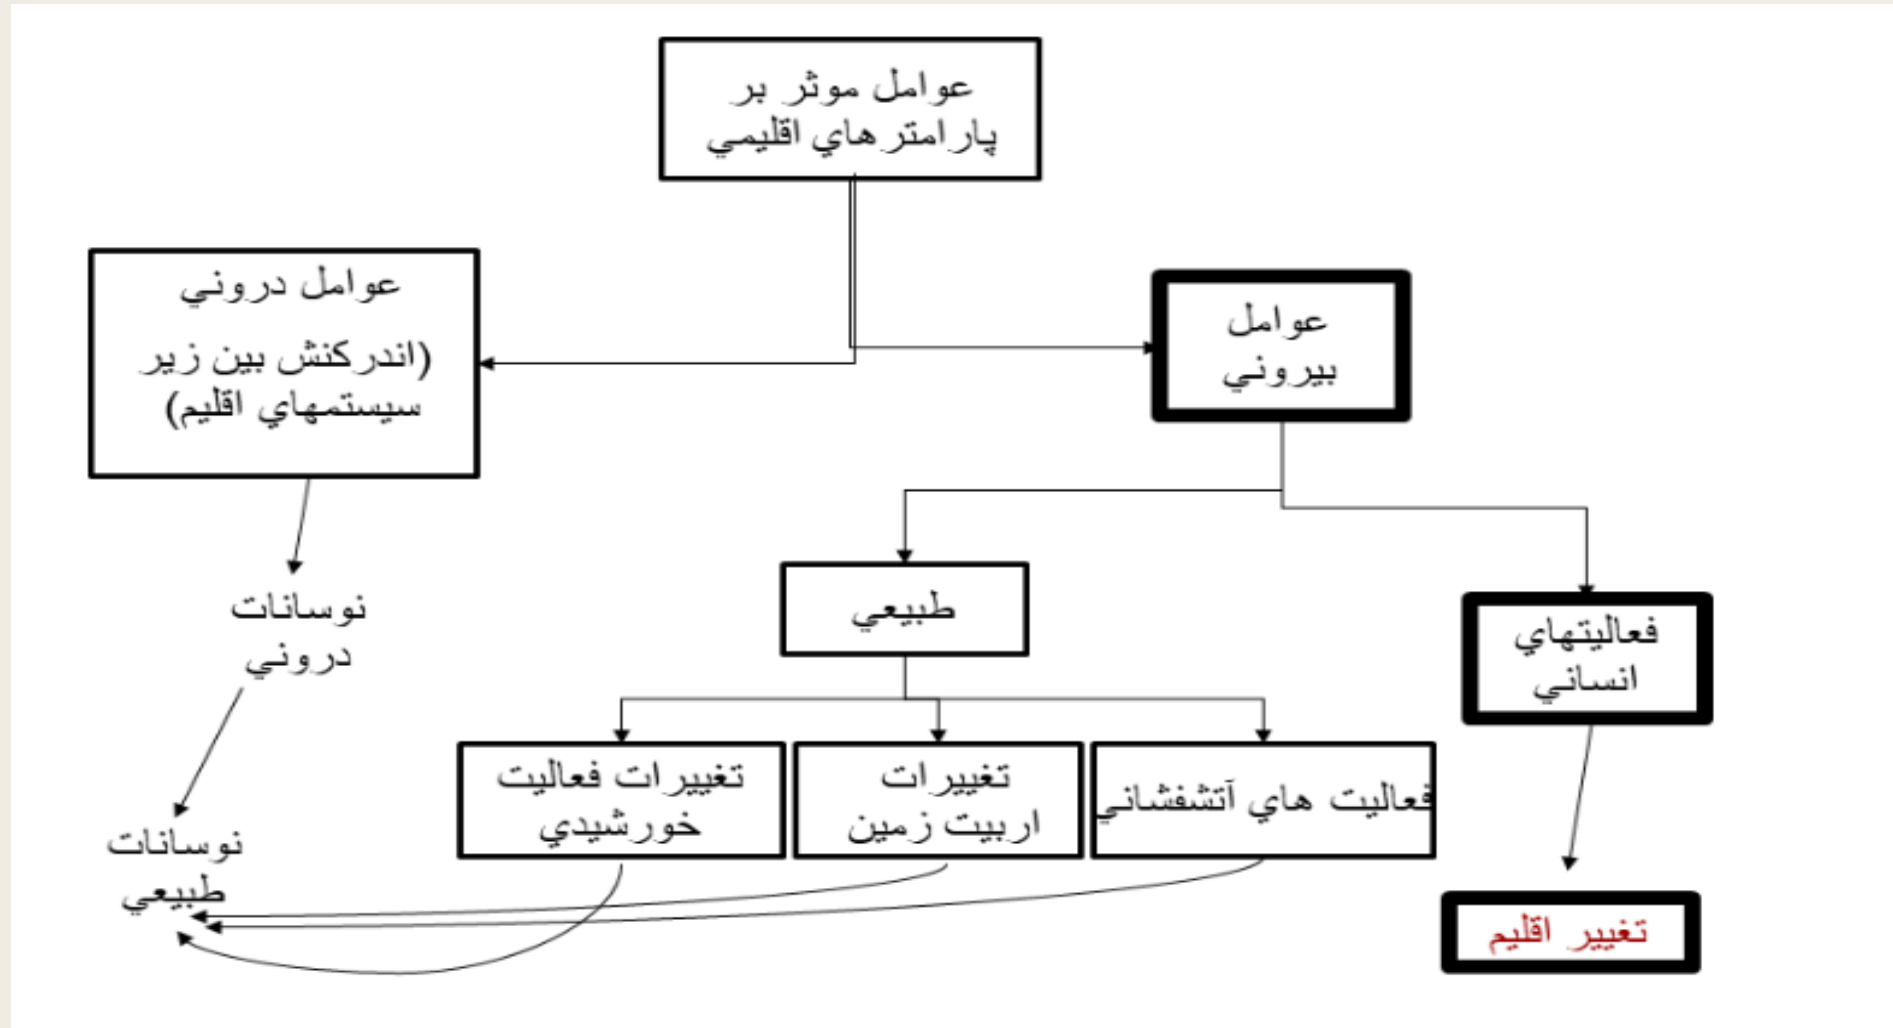 عوامل موثر بر
پارامترهاي اقليمي
عوامل دروني
(اندركنش بين زير
سيستمهاي اقليم)
عوامل
بيروني
نوسانات
دروني
طبيعي
فعاليتهاي
انساني
تغييرات فعاليت
خورشيدي
تغييرات
اربيت زمين
فعاليت هاي آتشفشاني
نوسانات
طبيعي
تغيير اقليم